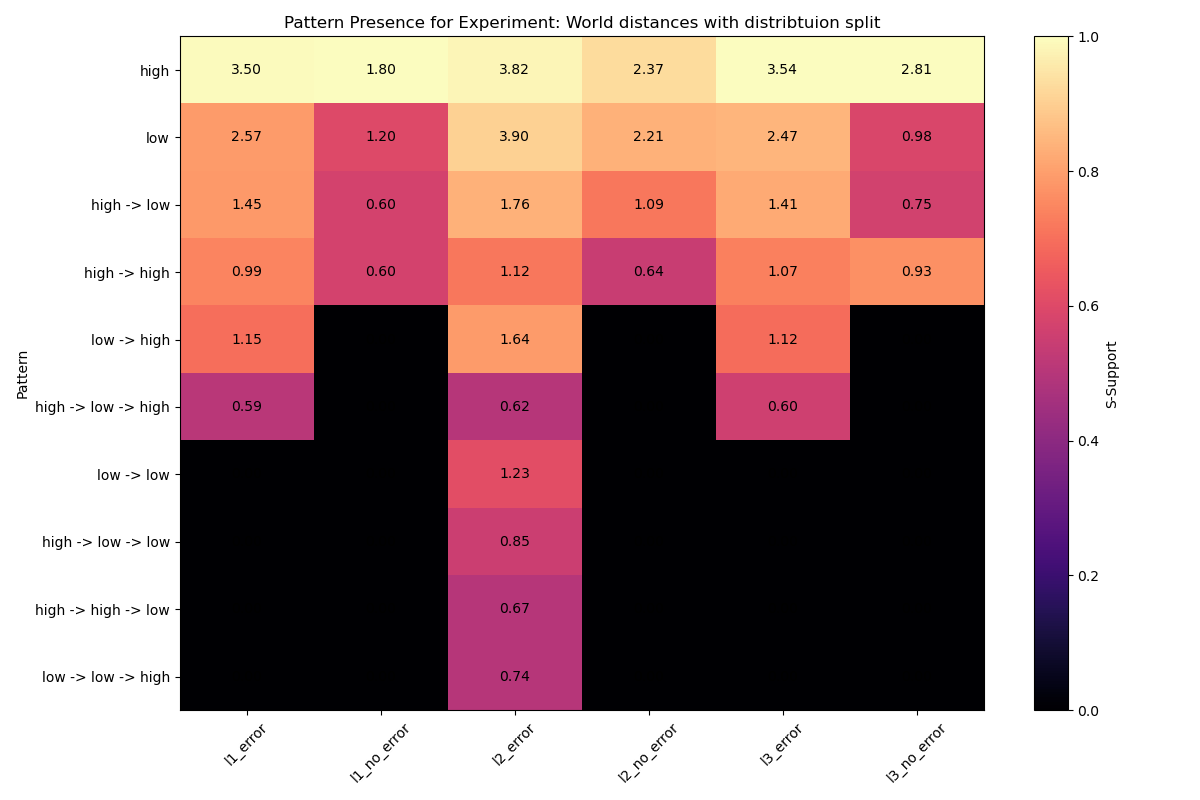 Pattern Presence for Experiment: World distances with distribtuion split
high 3.50 1.80 3.82 2.37 3.54 2.81
low 2.57 1.20 3.90 2.21 2.47 0.98
high -> low 1.45 0.60 1.76 1.09 1.41 0.75
high -> high 0.99 0.60 1.12 0.64 1.07 0.93
low -> high 1.15 1.64 1.12
high -> low -> high 0.59 0.62 0.60
low -> low 1.23
high -> low -> low 0.85
high -> high -> low 0.67
low -> low -> high 0.74
Pattern
l1_error l1_no_error l2_error l2_no_error l3_error l3_no_error
1.0
0.8
0.6
0.4
0.2
0.0
S-Support